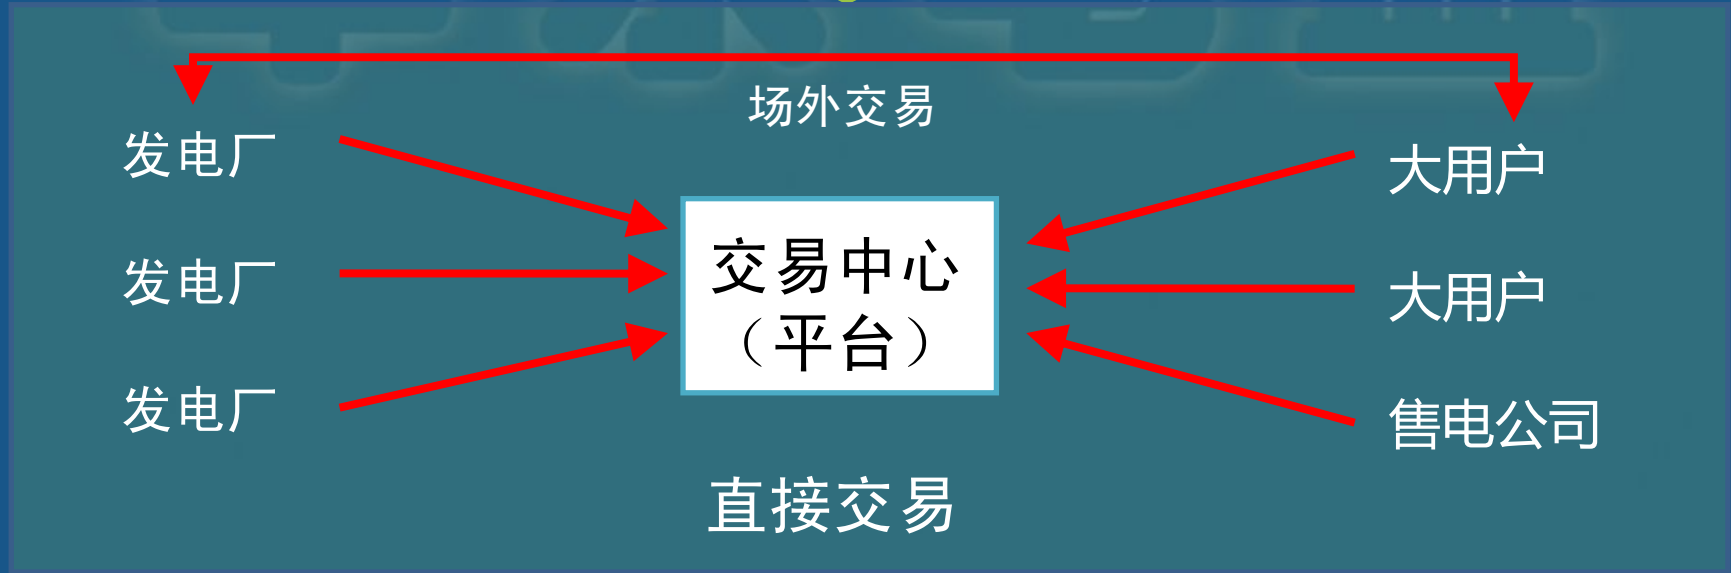 场外交易
发电厂
大用户
交易中心
（平台）
发电厂
大用户
发电厂
售电公司
直接交易